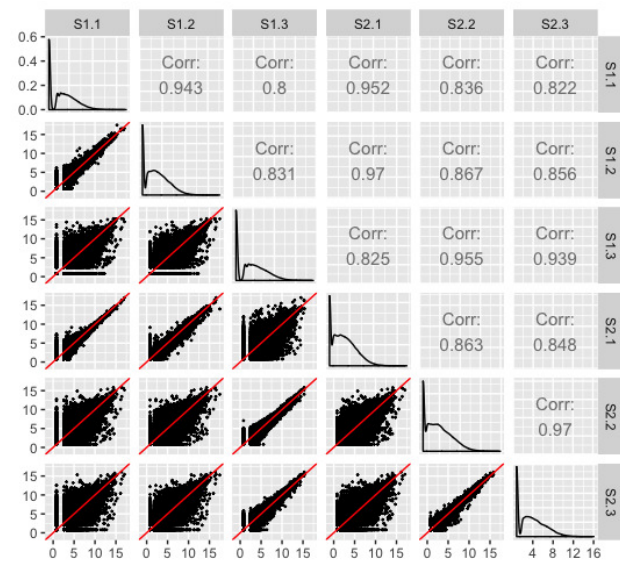 S1.1 S1.2 S1.3 S2.1 S2.2 S2.3
0.6
0.4
0.2
0.0
Corr:
0.943
Corr:
0.8
Corr:
0.952
Corr:
0.836
Corr:
0.822
S1.1
15
10
5
0
Corr:
0.831
Corr:
0.97
Corr:
0.867
Corr:
0.856
S1.2
15
10
5
0
Corr:
0.825
Corr:
0.955
Corr:
0.939
S1.3
15
10
5
0
Corr:
0.863
Corr:
0.848
S2.1
15
10
5
0
Corr:
0.97
S2.2
15
10
5
0
S2.3
0 5 10 15 0 5 10 15 0 5 10 15 0 5 10 15 0 5 10 15 4 8 12 16